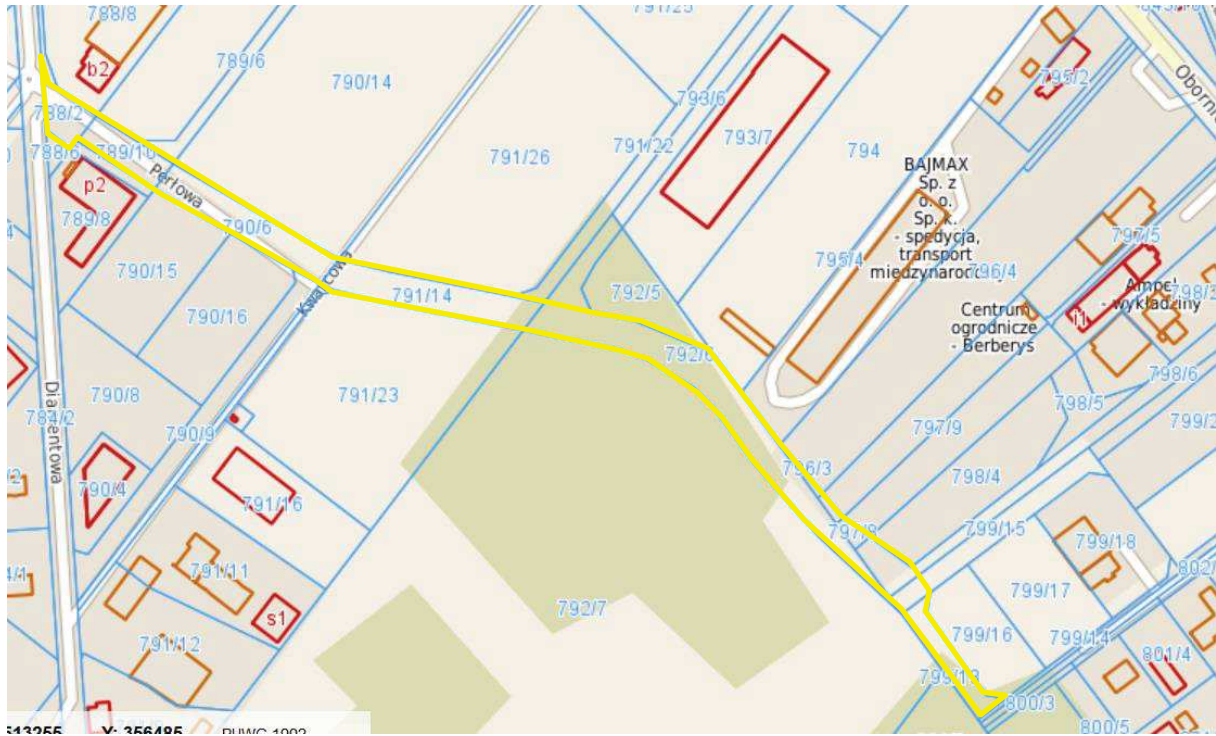 788/8
791/23
b2
789/6
790/14
793/6
795/2
Oborni
788/2
788/6
789/10
791/26
791/22
793/7
794
BAJMAX
Sp. z
o. o.
Sp. k.
- spedycja,
transport
międzynarodowy
p2
Perłowa
789/8
790/6
790/15
795/4
796/4
797/5
Kwarcowa
791/14
792/5
Centrum
ogrodnicze
- Berberys
i1
Ampel
- wykładziny
790/16
792/6
798/6
Diamentowa
784/2
790/8
791/23
798/5
799/2
790/9
797/9
790/4
791/16
796/3
798/4
797/8
799/15
799/18
791/11
799/17
802/
s1
792/7
799/16
799/14
791/12
801/4
799/13
800/3
800/5
Y: 356485
PUWG 1992